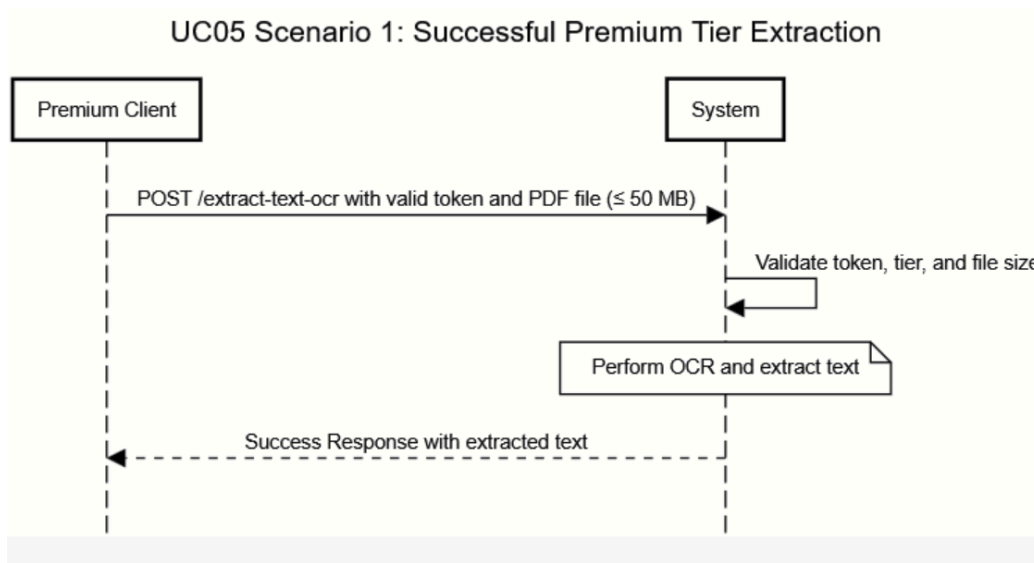 UC05 Scenario 1: Successful Premium Tier Extraction
Premium Client
System
POST /extract-text-ocr with valid token and PDF file (≤ 50 MB)
Validate token, tier, and file size
Perform OCR and extract text
Success Response with extracted text